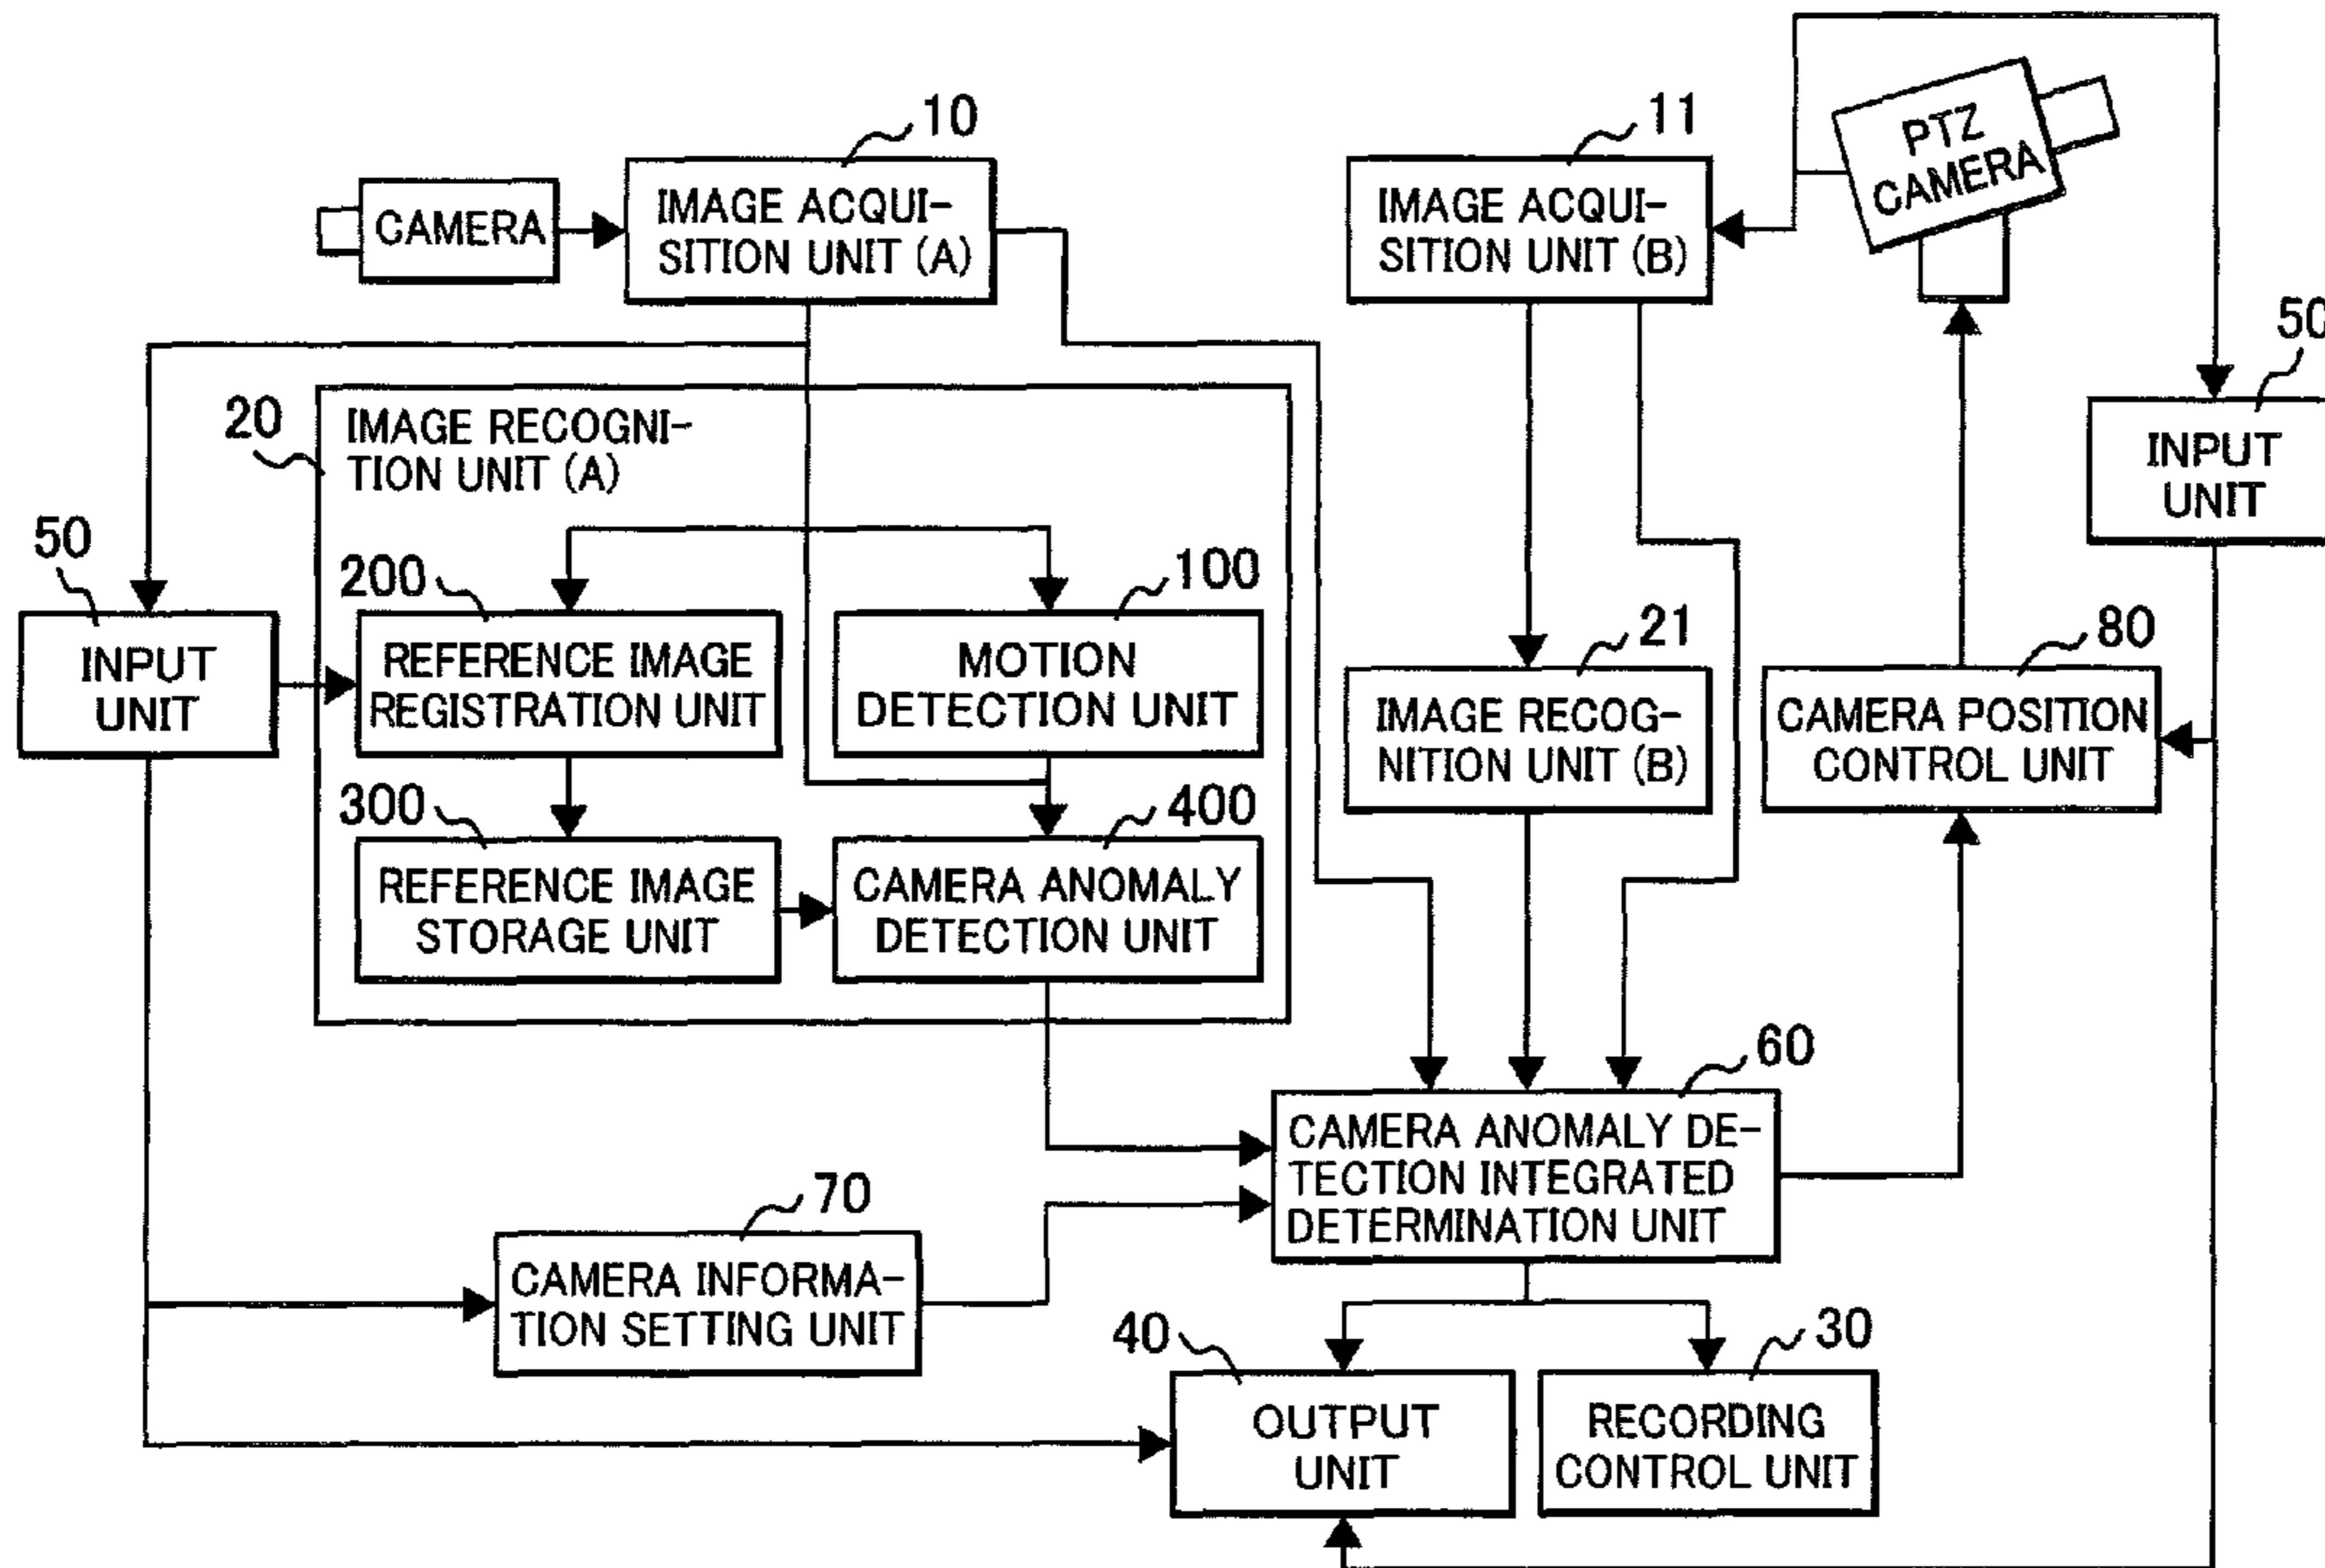 10
11
PTZ
CAMERA
CAMERA
IMAGE ACQUI-
SITION UNIT (A)
IMAGE ACQUI-
SITION UNIT (B)
50
INPUT
UNIT
20
IMAGE RECOGNI-
TION UNIT (A)
50
INPUT
UNIT
200
REFERENCE IMAGE
REGISTRATION UNIT
100
MOTION
DETECTION UNIT
21
IMAGE RECOG-
NITION UNIT (B)
80
CAMERA POSITION
CONTROL UNIT
300
REFERENCE IMAGE
STORAGE UNIT
400
CAMERA ANOMALY
DETECTION UNIT
60
CAMERA ANOMALY DE-
TECTION INTEGRATED
DETERMINATION UNIT
70
CAMERA INFORMA-
TION SETTING UNIT
40
OUTPUT
UNIT
30
RECORDING
CONTROL UNIT